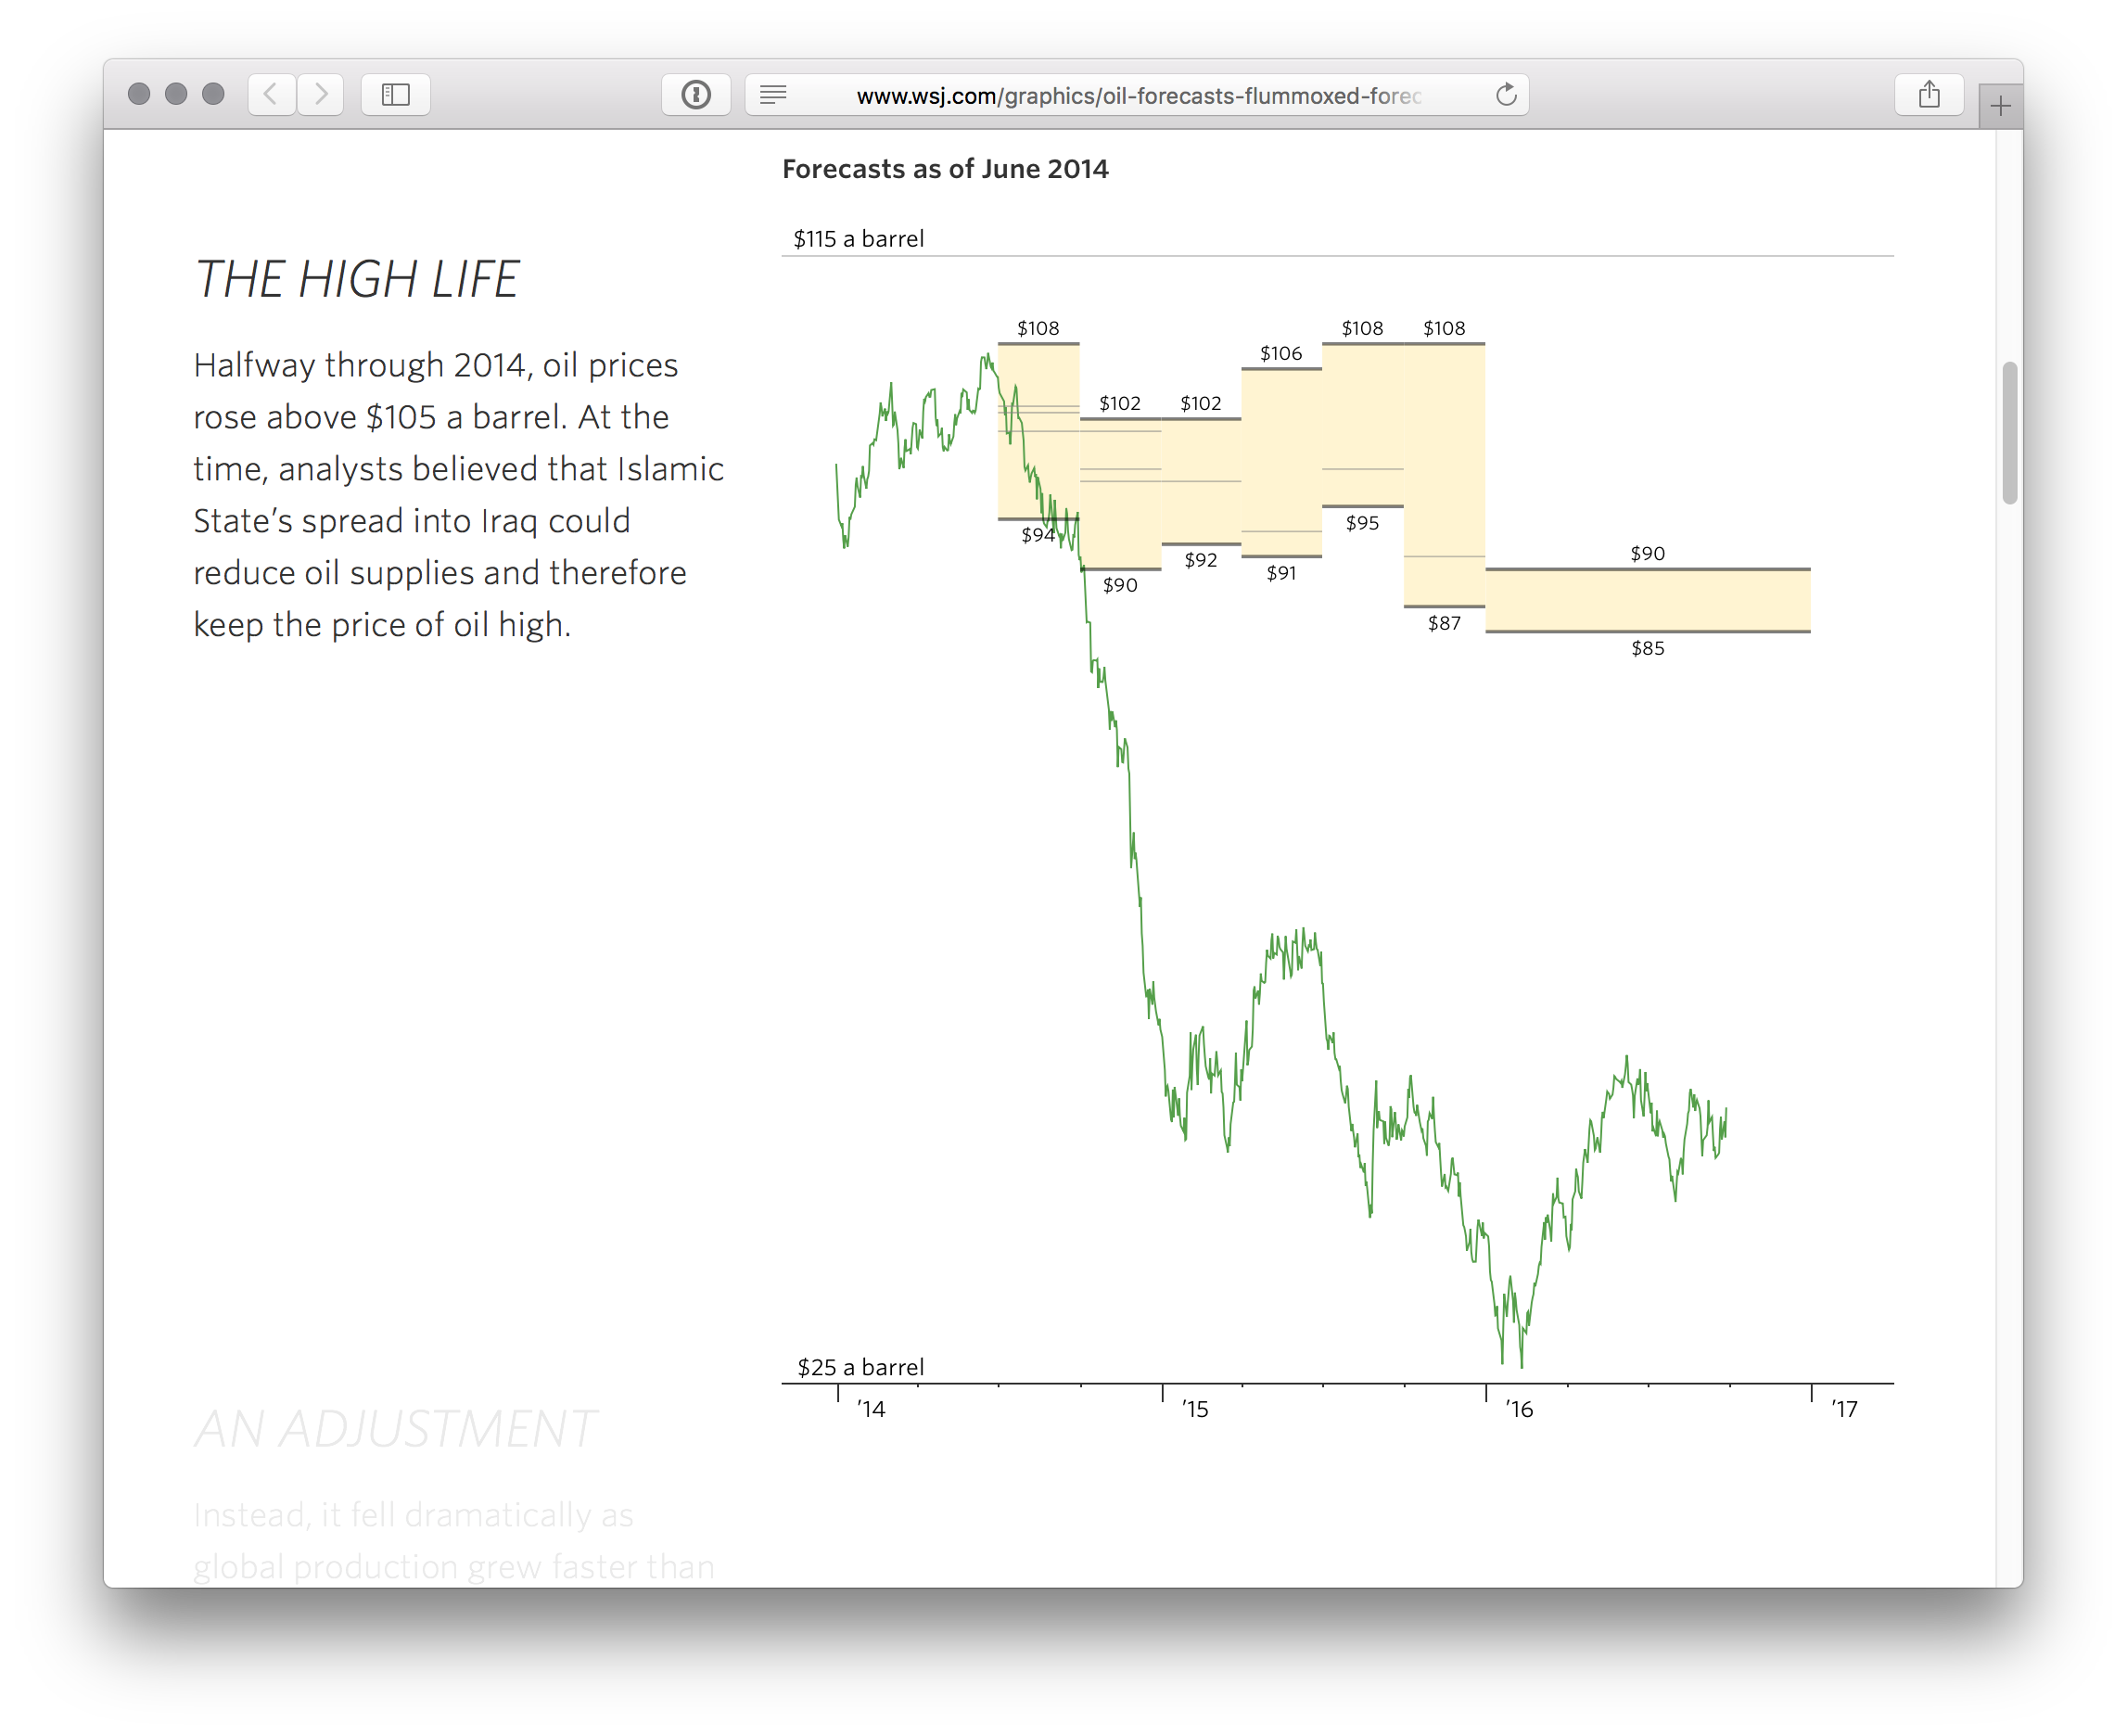 www.wsj.com/graphics/oil-forecasts-flummoxed-forec
THE HIGH LIFE
Halfway through 2014, oil prices
rose above $105 a barrel. At the
time, analysts believed that Islamic
State’s spread into Iraq could
reduce oil supplies and therefore
keep the price of oil high.
AN ADJUSTMENT
Instead, it fell dramatically as
global production grew faster than
Forecasts as of June 2014
$115 a barrel
$108
$108
$108
$106
$102
$102
$94
$95
$90
$92
$91
$90
$87
$85
$25 a barrel
’14
’15
’16
’17